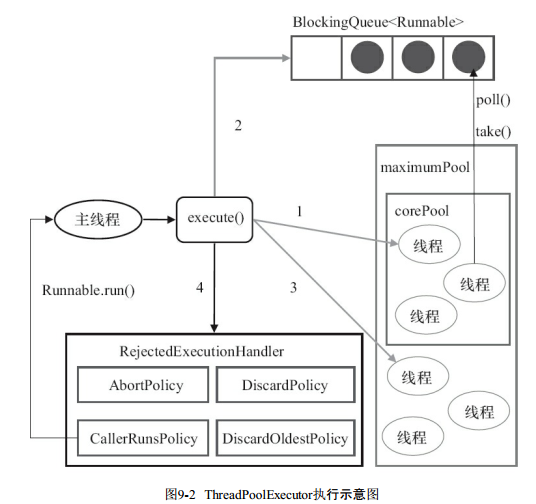 BlockingQueue<Runnable>
2
poll()
take()
maximumPool
corePool
主线程
execute()
1
线程
线程
Runnable.run()
4
3
线程
RejectedExecutionHandler
AbortPolicy
DiscardPolicy
线程
线程
CallerRunsPolicy
DiscardOldestPolicy
线程
图9-2 ThreadPoolExecutor执行示意图